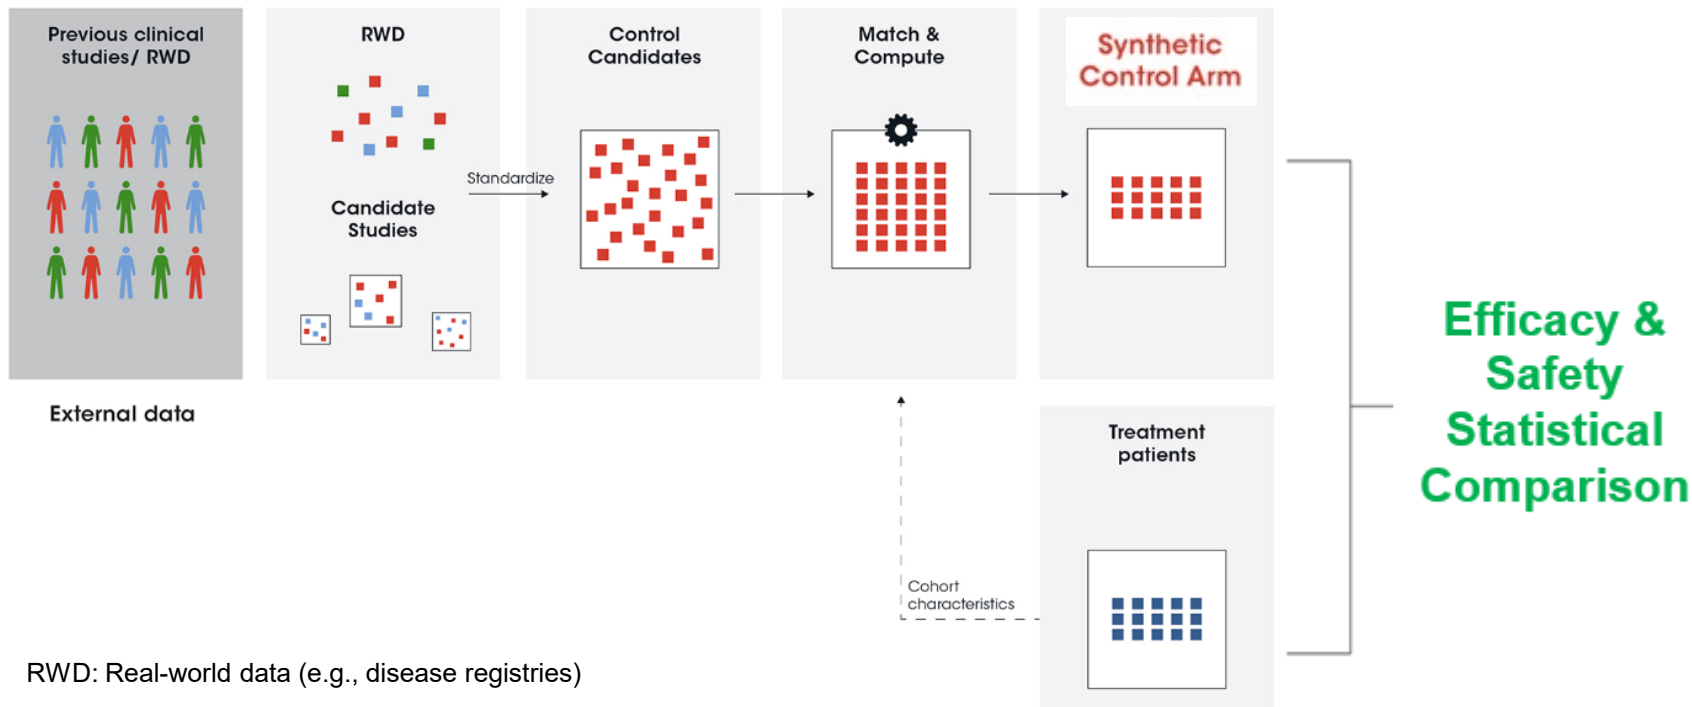 Previous clinical
studies/ RWD
External data
RWD
Candidate
Studies
Standardize
Control
Candidates
Match &
Compute
Synthetic
Control Arm
Treatment
patients
Cohort
characteristics
Efficacy &
Safety
Statistical
Comparison
RWD: Real-world data (e.g., disease registries)